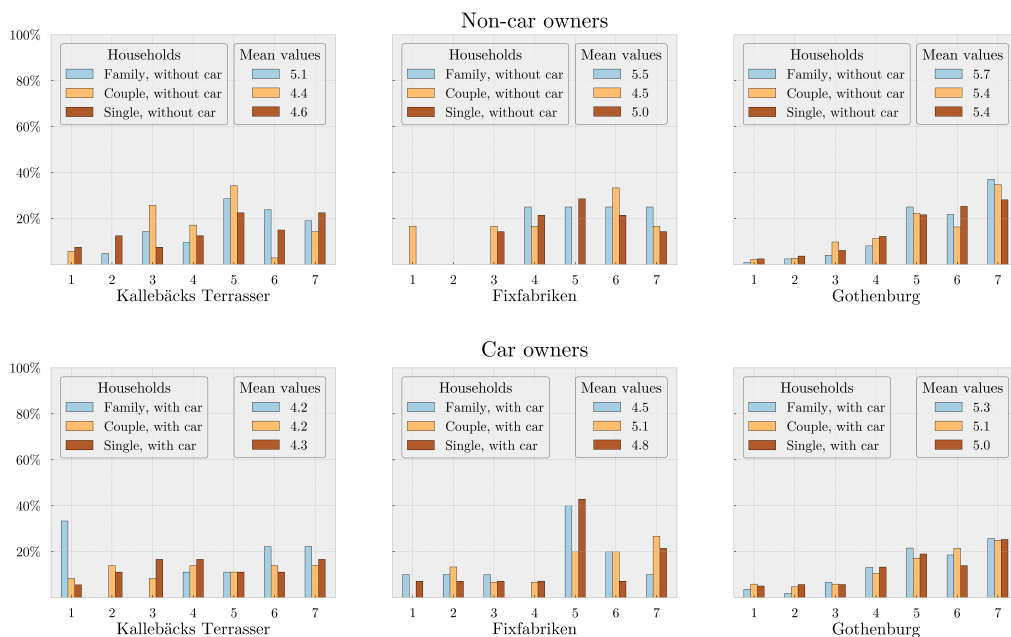 Non-car owners
100%
80%
60%
40%
20%
Households
Family, without car
Couple, without car
Single, without car
Mean values
5.1
4.4
4.6
1 2 3 4 5 6 7
Kallebäcks Terrasser
Households
Family, without car
Couple, without car
Single, without car
Mean values
5.5
4.5
5.0
1 2 3 4 5 6 7
Fixfabriken
Households
Family, without car
Couple, without car
Single, without car
Mean values
5.7
5.4
5.4
1 2 3 4 5 6 7
Gothenburg
Car owners
100%
80%
60%
40%
20%
Households
Family, with car
Couple, with car
Single, with car
Mean values
4.2
4.2
4.3
1 2 3 4 5 6 7
Kallebäcks Terrasser
Households
Family, with car
Couple, with car
Single, with car
Mean values
4.5
5.1
4.8
1 2 3 4 5 6 7
Fixfabriken
Households
Family, with car
Couple, with car
Single, with car
Mean values
5.3
5.1
5.0
1 2 3 4 5 6 7
Gothenburg